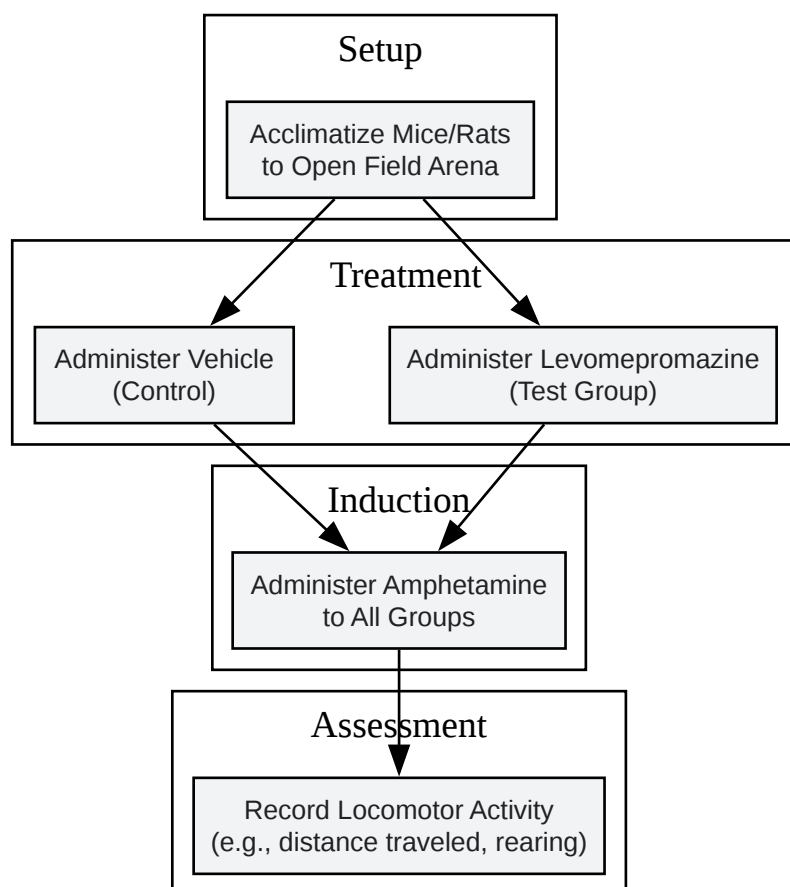 Setup
Acclimatize Mice/Rats
to Open Field Arena
Treatment
Administer Vehicle
(Control)
Administer Levomepromazine
(Test Group)
Induction
Administer Amphetamine
to All Groups
Assessment
Record Locomotor Activity
(e.g., distance traveled, rearing)